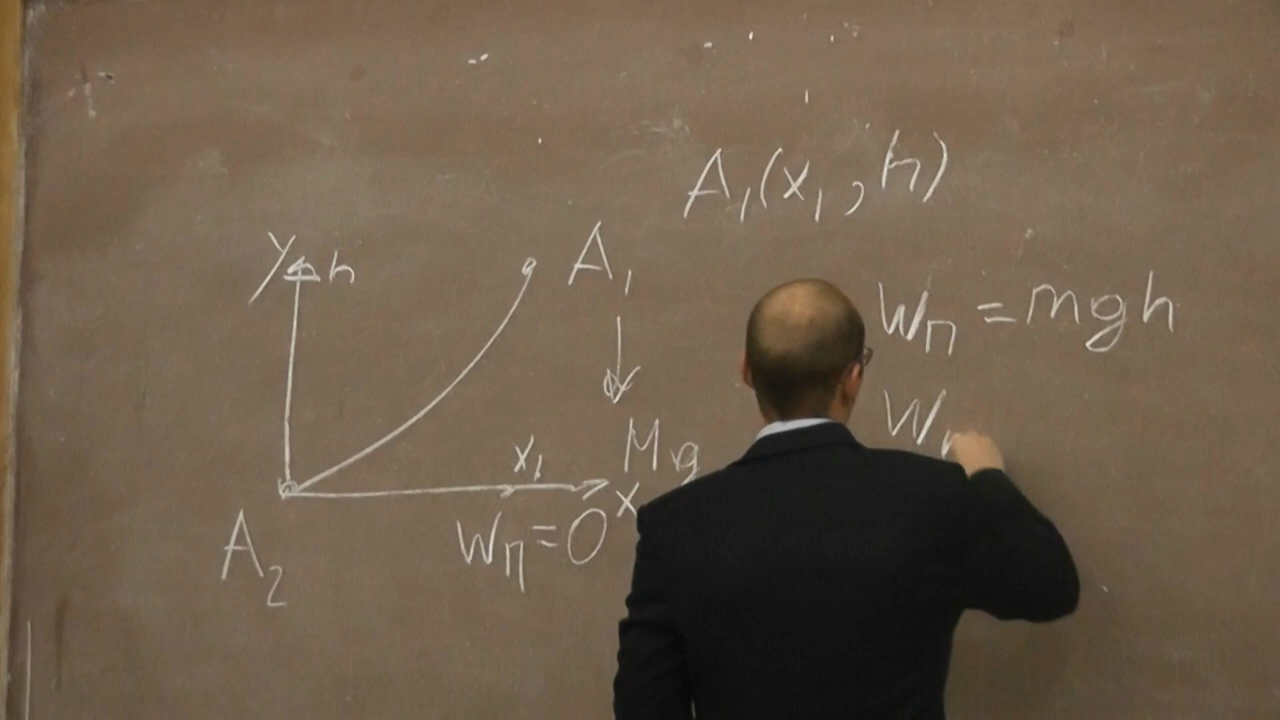 A₁(x₁, h)
y h A₁
Wп = mgh
W
x₁ Mg
x
Wп = 0
A₂